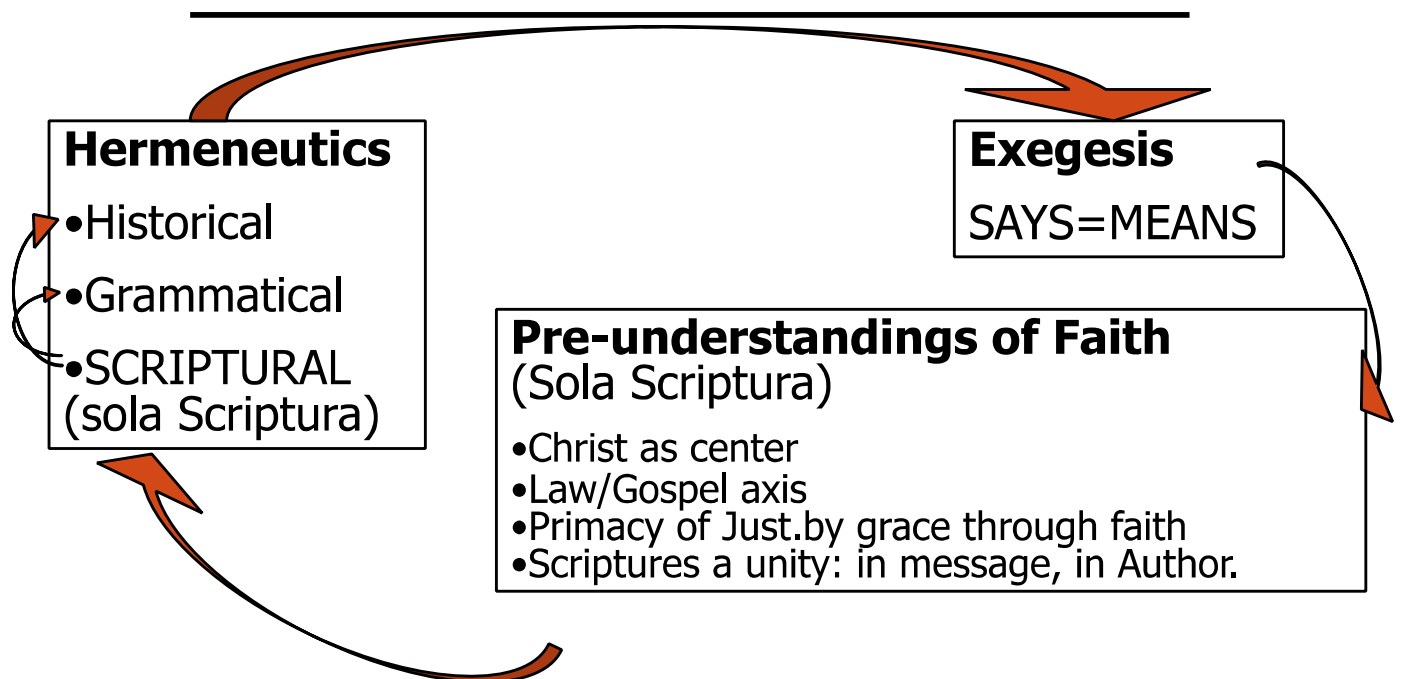 Hermeneutics
•Historical
•Grammatical
•SCRIPTURAL
(sola Scriptura)
Exegesis
SAYS=MEANS
Pre-understandings of Faith
(Sola Scriptura)
•Christ as center
•Law/Gospel axis
•Primacy of Just.by grace through faith
•Scriptures a unity: in message, in Author.